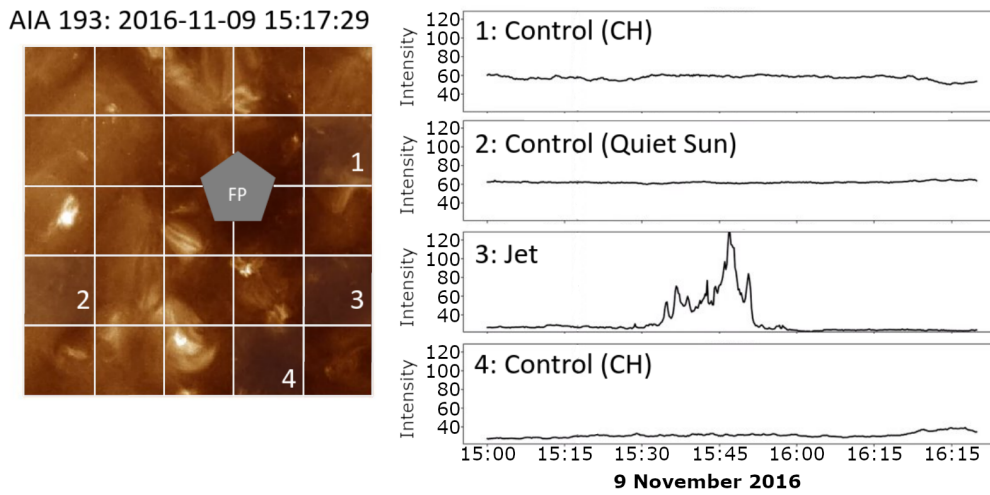 AIA 193: 2016-11-09 15:17:29
FP
1
2
3
4
1: Control (CH)
Intensity
120
100
80
60
40
2: Control (Quiet Sun)
Intensity
120
100
80
60
40
3: Jet
Intensity
120
100
80
60
40
4: Control (CH)
Intensity
120
100
80
60
40
15:00 15:15 15:30 15:45 16:00 16:15 16:15
9 November 2016